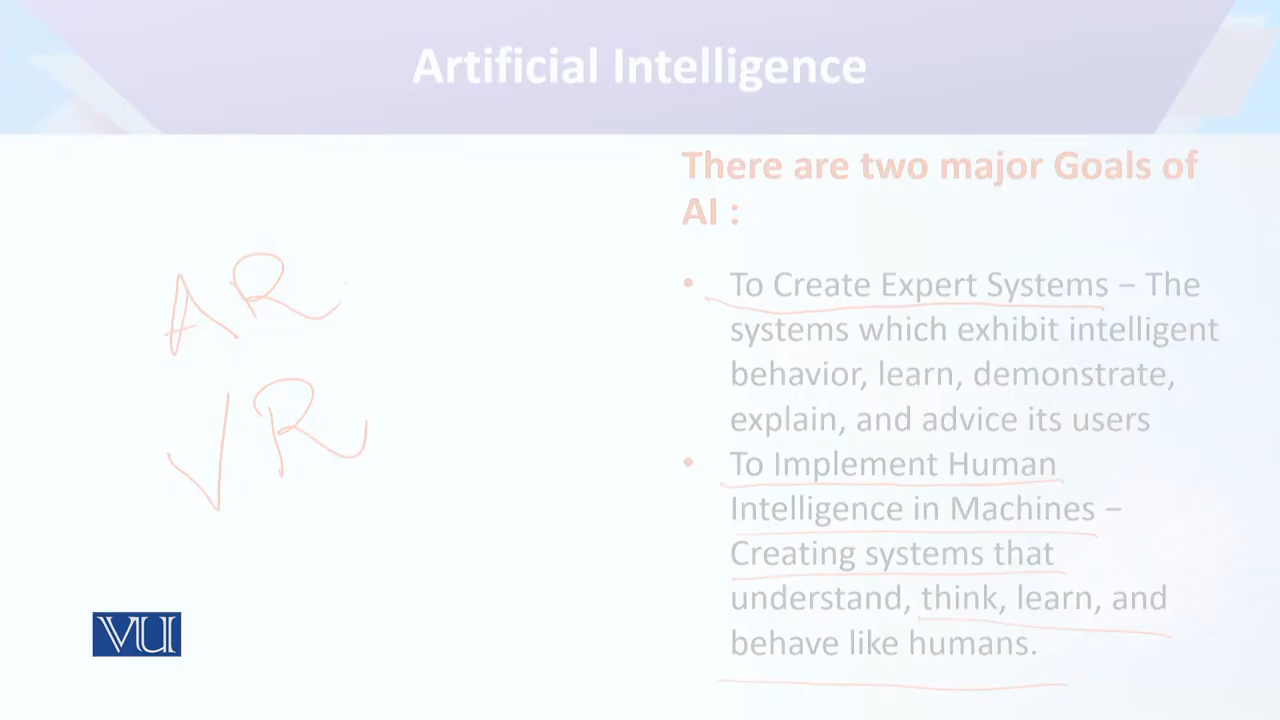 Artificial Intelligence
There are two major Goals of
AI :
• To Create Expert Systems – The
systems which exhibit intelligent
behavior, learn, demonstrate,
explain, and advice its users
• To Implement Human
Intelligence in Machines –
Creating systems that
understand, think, learn, and
behave like humans.
AR
VR
VU